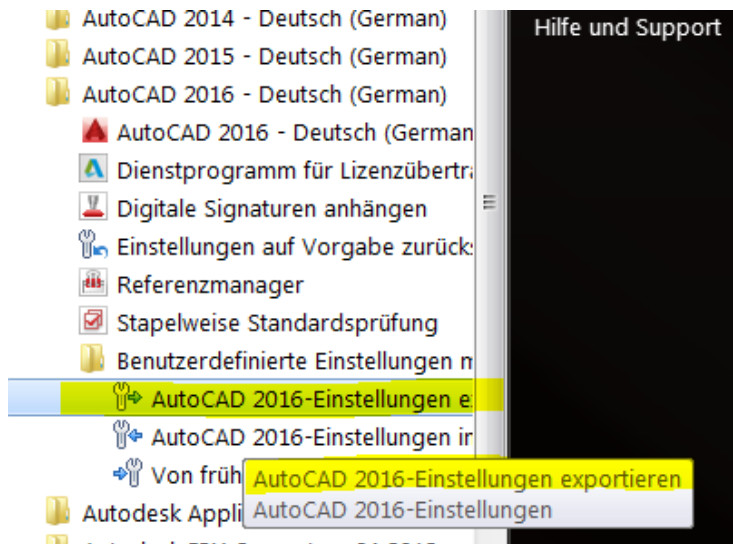 AutoCAD 2014 - Deutsch (German)
Hilfe und Support
AutoCAD 2015 - Deutsch (German)
AutoCAD 2016 - Deutsch (German)
AutoCAD 2016 - Deutsch (German
Dienstprogramm für Lizenzübertr
Digitale Signaturen anhängen
Einstellungen auf Vorgabe zurück
Referenzmanager
Stapelweise Standardsprüfung
Benutzerdefinierte Einstellungen m
AutoCAD 2016-Einstellungen e
AutoCAD 2016-Einstellungen in
Von früh
AutoCAD 2016-Einstellungen exportieren
AutoCAD 2016-Einstellungen
Autodesk Appli